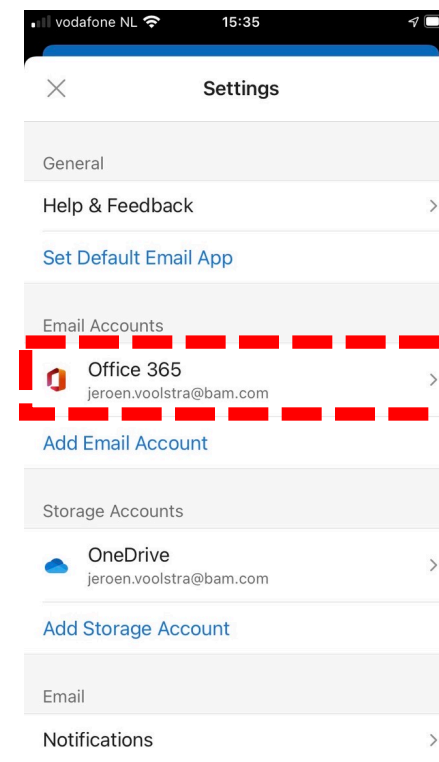 vodafone NL
15:35
Settings
General
Help & Feedback
Set Default Email App
Email Accounts
Office 365
jeroen.voolstra@bam.com
Add Email Account
Storage Accounts
OneDrive
jeroen.voolstra@bam.com
Add Storage Account
Email
Notifications